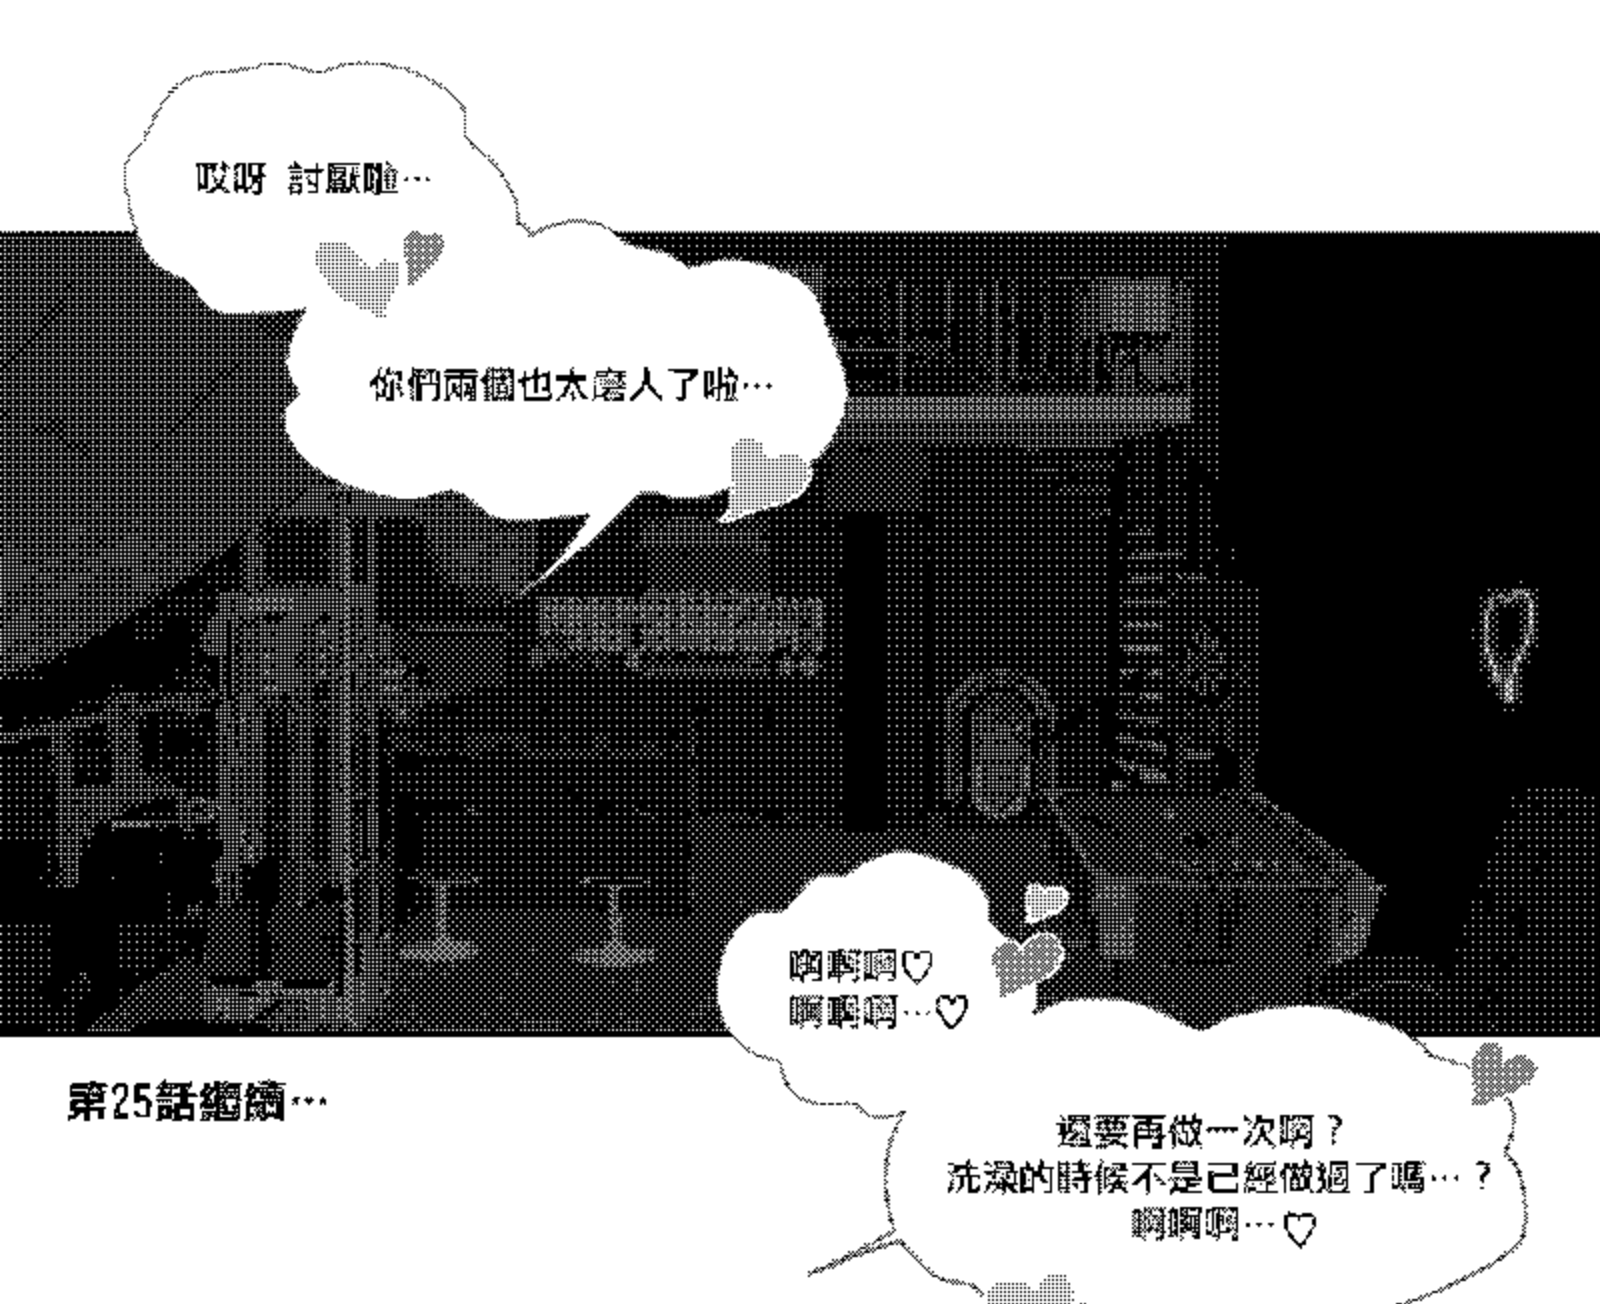 哎呀 討厭啦…
你們兩個也太磨人了啦…
啊啊啊♡
啊啊啊…♡
第25話繼續…
還要再做一次啊？
洗澡的時候不是已經做過了嗎…？
啊啊啊…♡